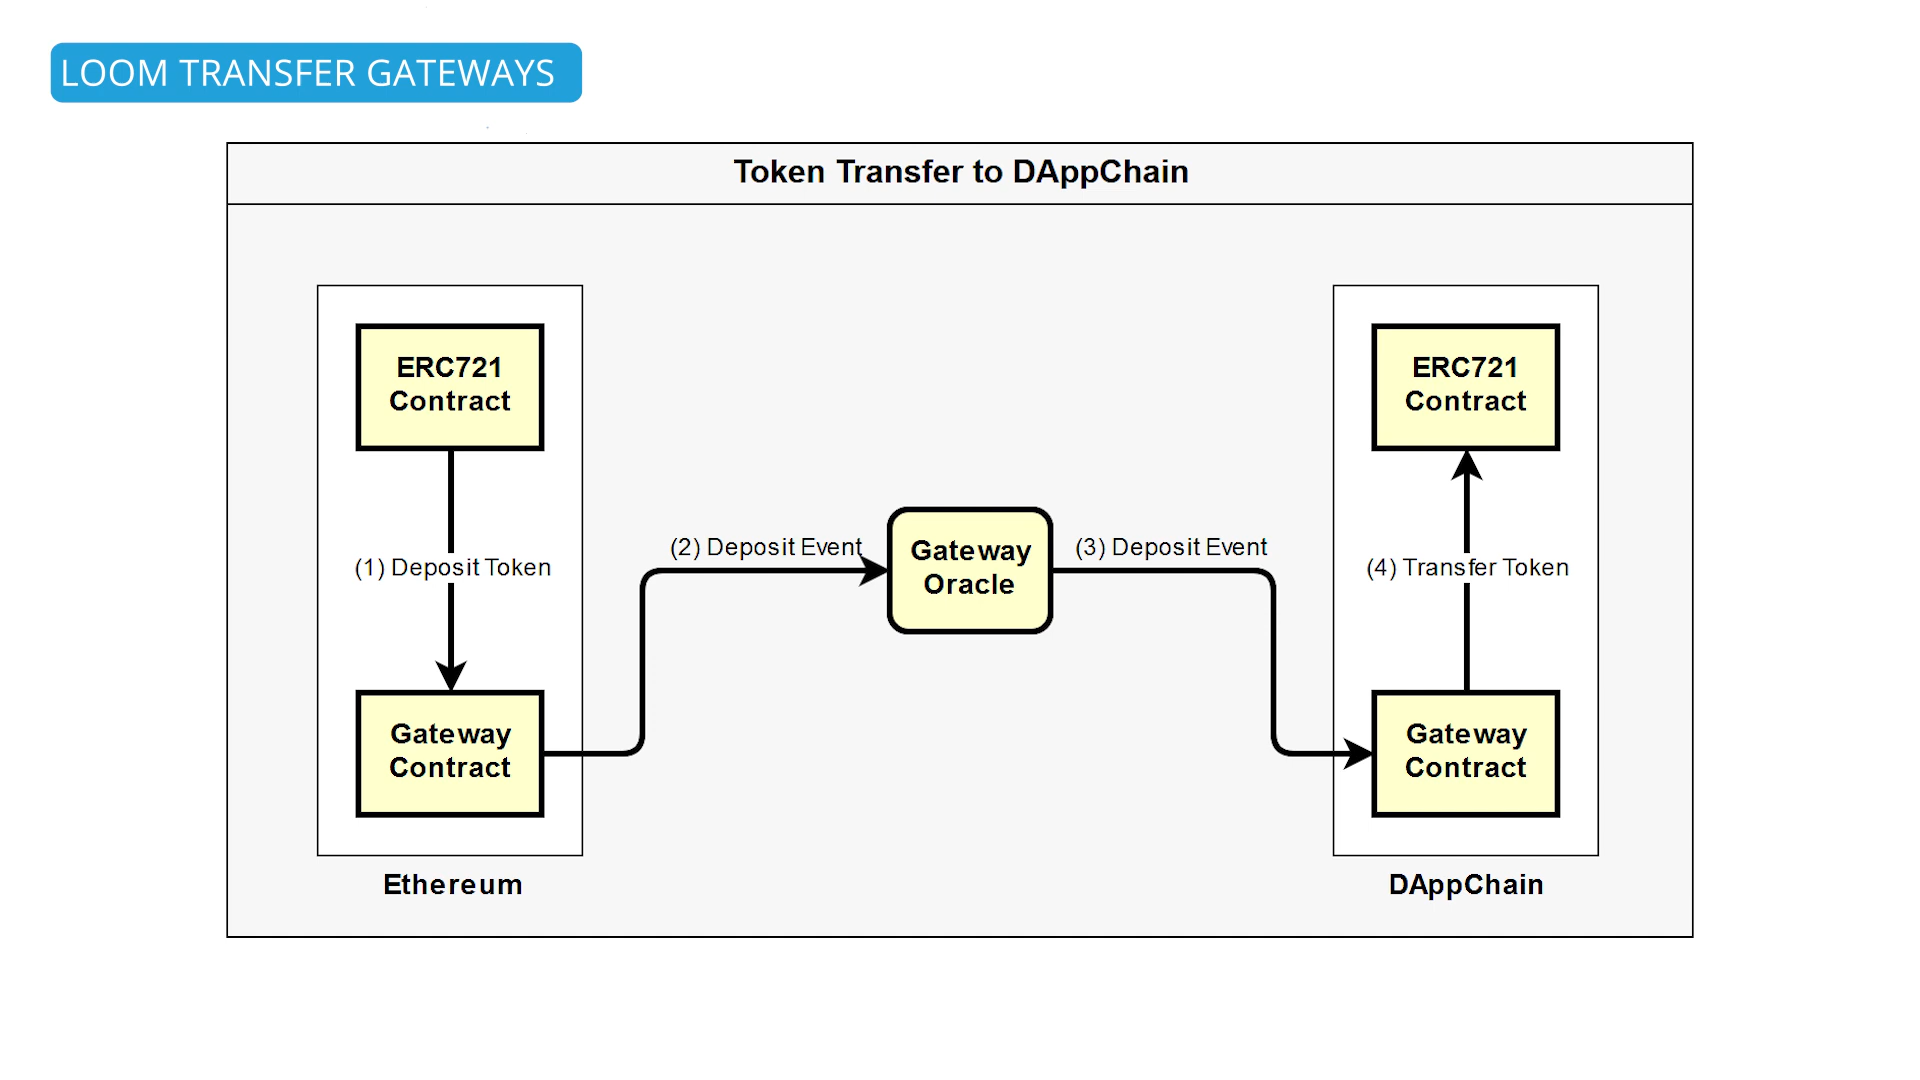 LOOM TRANSFER GATEWAYS
Token Transfer to DAppChain
ERC721
Contract
(1) Deposit Token
Gateway
Contract
Ethereum
(2) Deposit Event
Gateway
Oracle
(3) Deposit Event
ERC721
Contract
(4) Transfer Token
Gateway
Contract
DAppChain